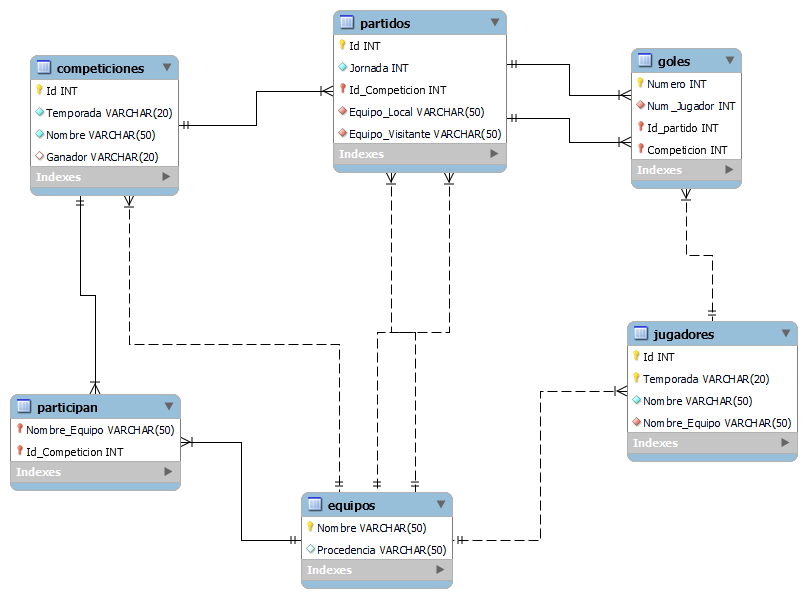 competiciones
Id INT
Temporada VARCHAR(20)
Nombre VARCHAR(50)
Ganador VARCHAR(20)
Indexes
partidos
Id INT
Jornada INT
Id_Competicion INT
Equipo_Local VARCHAR(50)
Equipo_Visitante VARCHAR(50)
Indexes
goles
Numero INT
Num_Jugador INT
Id_partido INT
Competicion INT
Indexes
jugadores
Id INT
Temporada VARCHAR(20)
Nombre VARCHAR(50)
Nombre_Equipo VARCHAR(50)
Indexes
participan
Nombre_Equipo VARCHAR(50)
Id_Competicion INT
Indexes
equipos
Nombre VARCHAR(50)
Procedencia VARCHAR(50)
Indexes